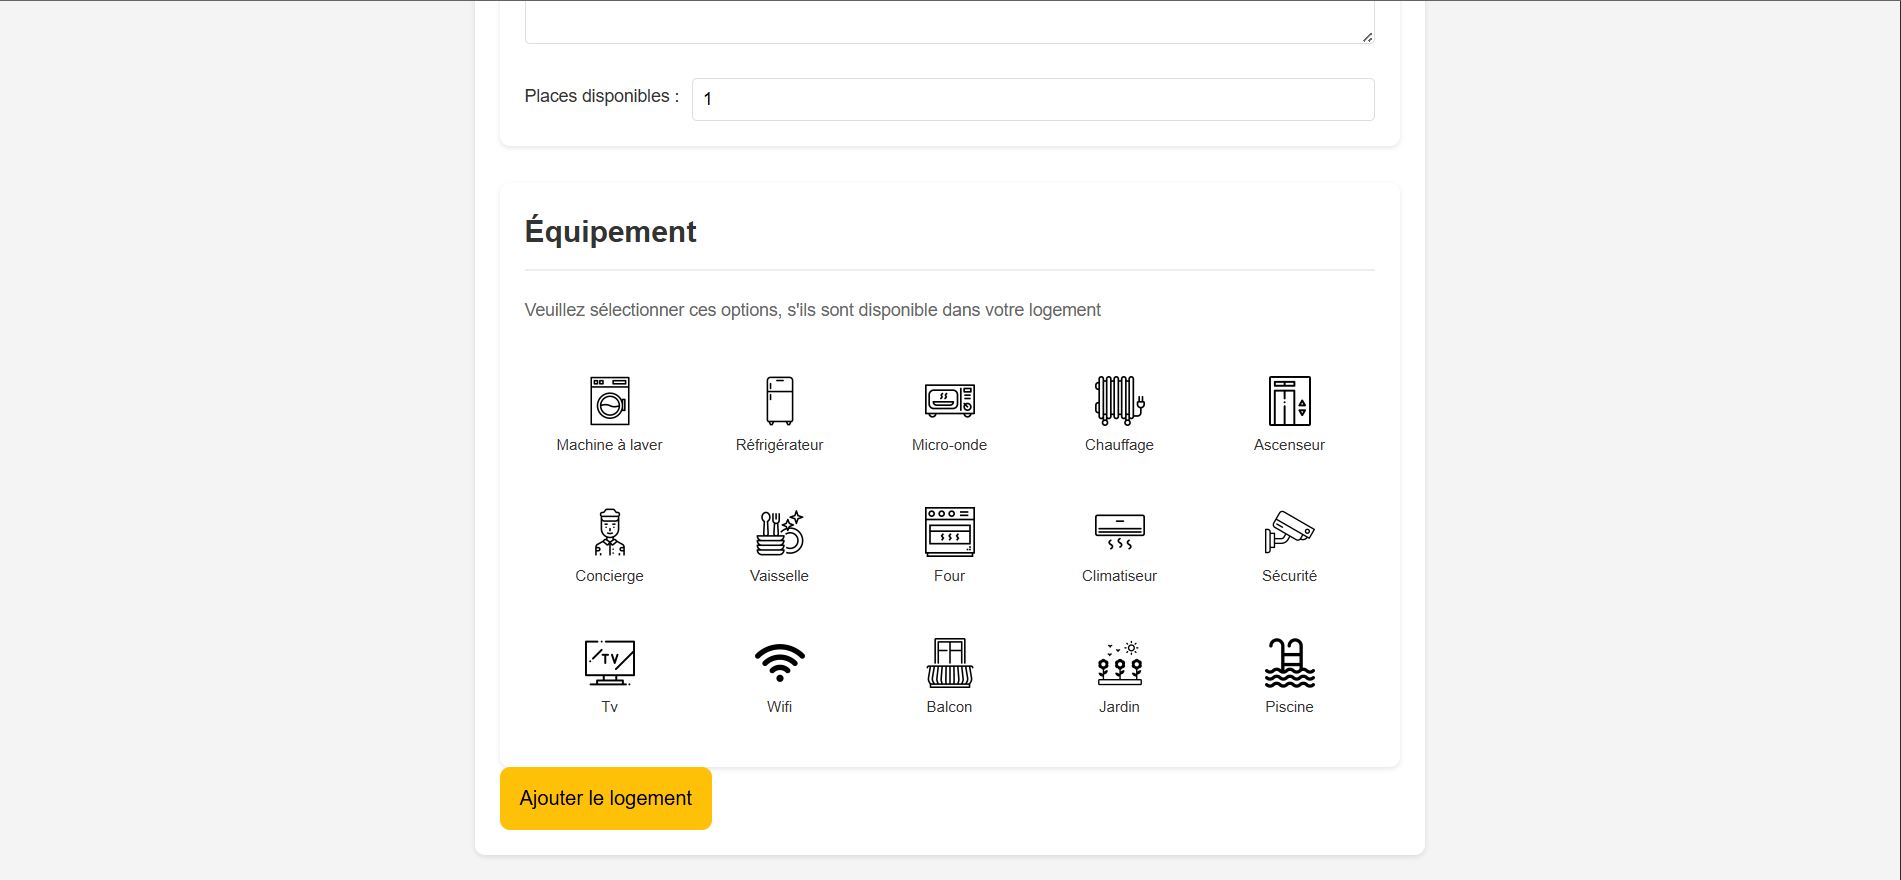 Places disponibles : 1
Équipement
Veuillez sélectionner ces options, s'ils sont disponible dans votre logement
Machine à laver Réfrigérateur Micro-onde Chauffage Ascenseur
Concierge Vaisselle Four Climatiseur Sécurité
TV
Tv Wifi Balcon Jardin Piscine
Ajouter le logement